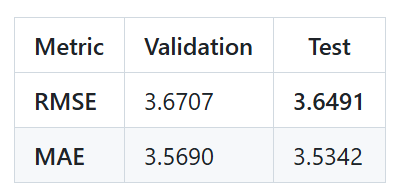 Metric Validation Test
RMSE 3.6707 3.6491
MAE 3.5690 3.5342